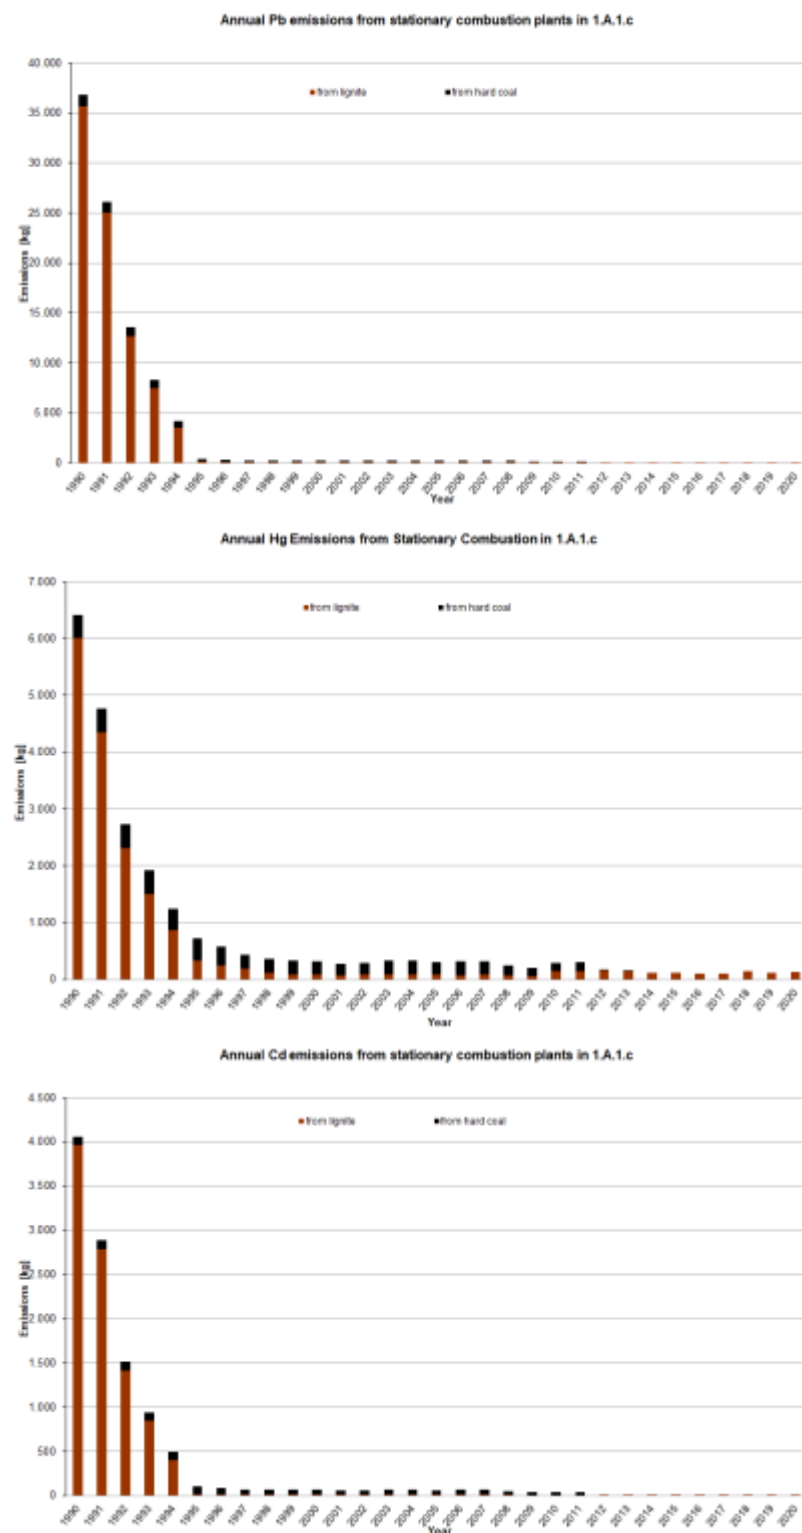 Annual Pb emissions from stationary combustion plants in 1.A.1.c
40.000
from lignite from hard coal
35.000
30.000
25.000
Emissions [kg]
20.000
15.000
10.000
5.000
0
1990 1991 1992 1993 1994 1995 1996 1997 1998 1999 2000 2001 2002 2003 2004 2005 2006 2007 2008 2009 2010 2011 2012 2013 2014 2015 2016 2017 2018 2019 2020
Year
Annual Hg Emissions from Stationary Combustion in 1.A.1.c
7.000
from lignite from hard coal
6.000
5.000
4.000
Emissions [kg]
3.000
2.000
1.000
0
1990 1991 1992 1993 1994 1995 1996 1997 1998 1999 2000 2001 2002 2003 2004 2005 2006 2007 2008 2009 2010 2011 2012 2013 2014 2015 2016 2017 2018 2019 2020
Year
Annual Cd emissions from stationary combustion plants in 1.A.1.c
4.500
from lignite from hard coal
4.000
3.500
3.000
2.500
Emissions [kg]
2.000
1.500
1.000
500
0
1990 1991 1992 1993 1994 1995 1996 1997 1998 1999 2000 2001 2002 2003 2004 2005 2006 2007 2008 2009 2010 2011 2012 2013 2014 2015 2016 2017 2018 2019 2020
Year